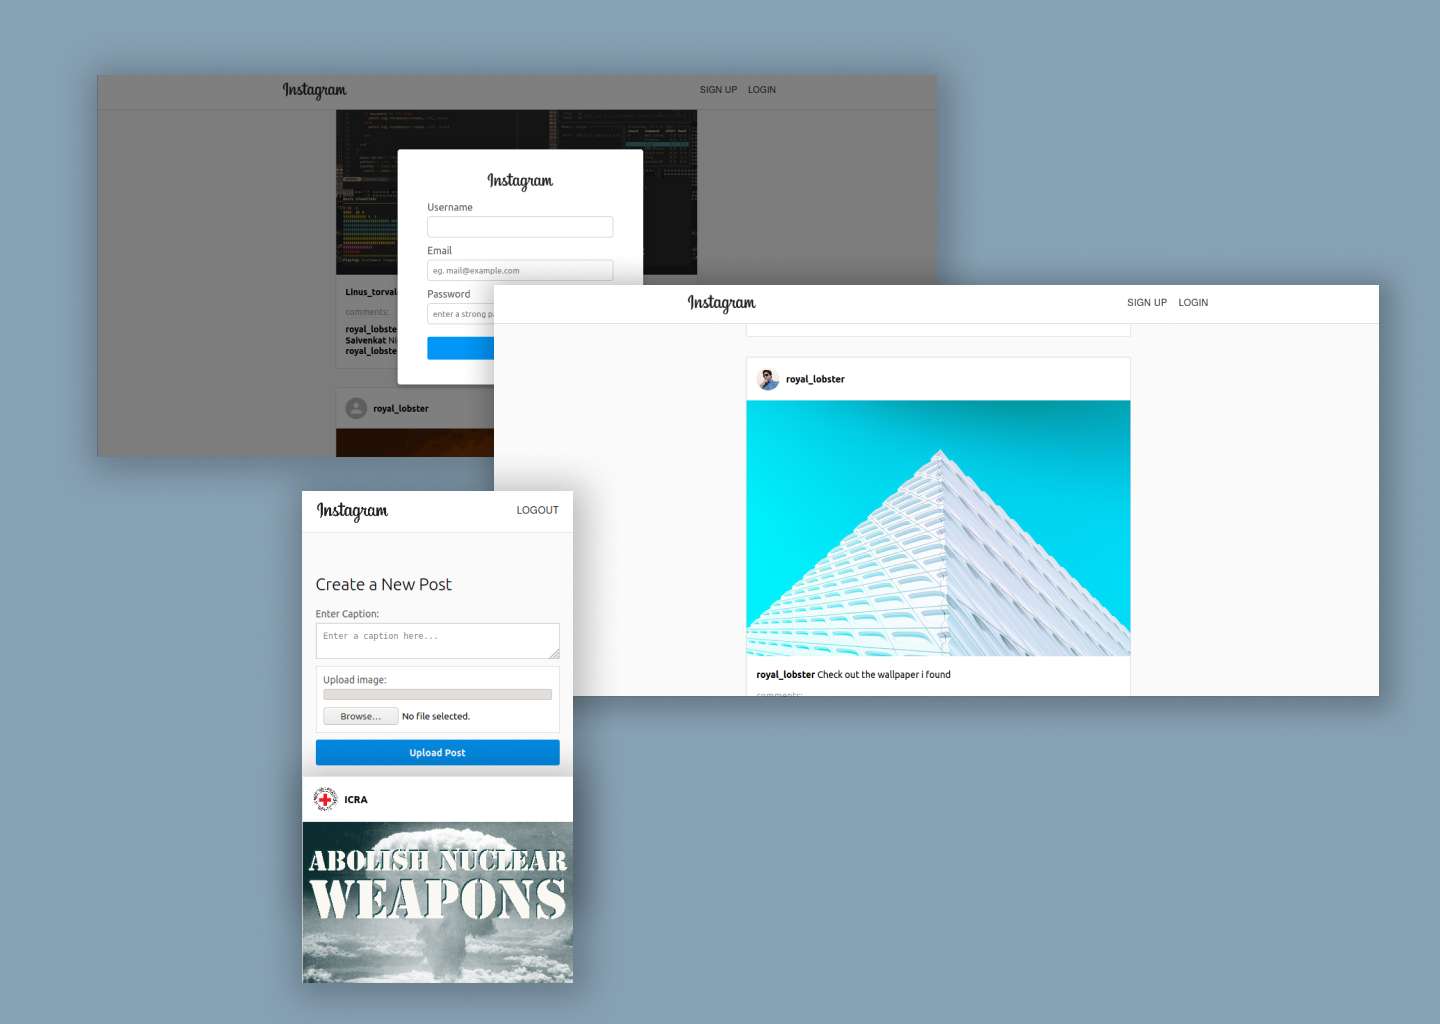 Instagram
SIGN UP LOGIN
Instagram
Username
Email
eg. mail@example.com
Password
enter a strong
Linus_torval
comments:
royal_lobste
Saivenkat
royal_lobste
royal_lobster
Instagram
SIGN UP LOGIN
royal_lobster
royal_lobster Check out the wallpaper i found
comments:
Instagram
LOGOUT
Create a New Post
Enter Caption:
Enter a caption here...
Upload image:
Browse... No file selected.
Upload Post
ICRA
ABOLISH NUCLEAR
WEAPONS